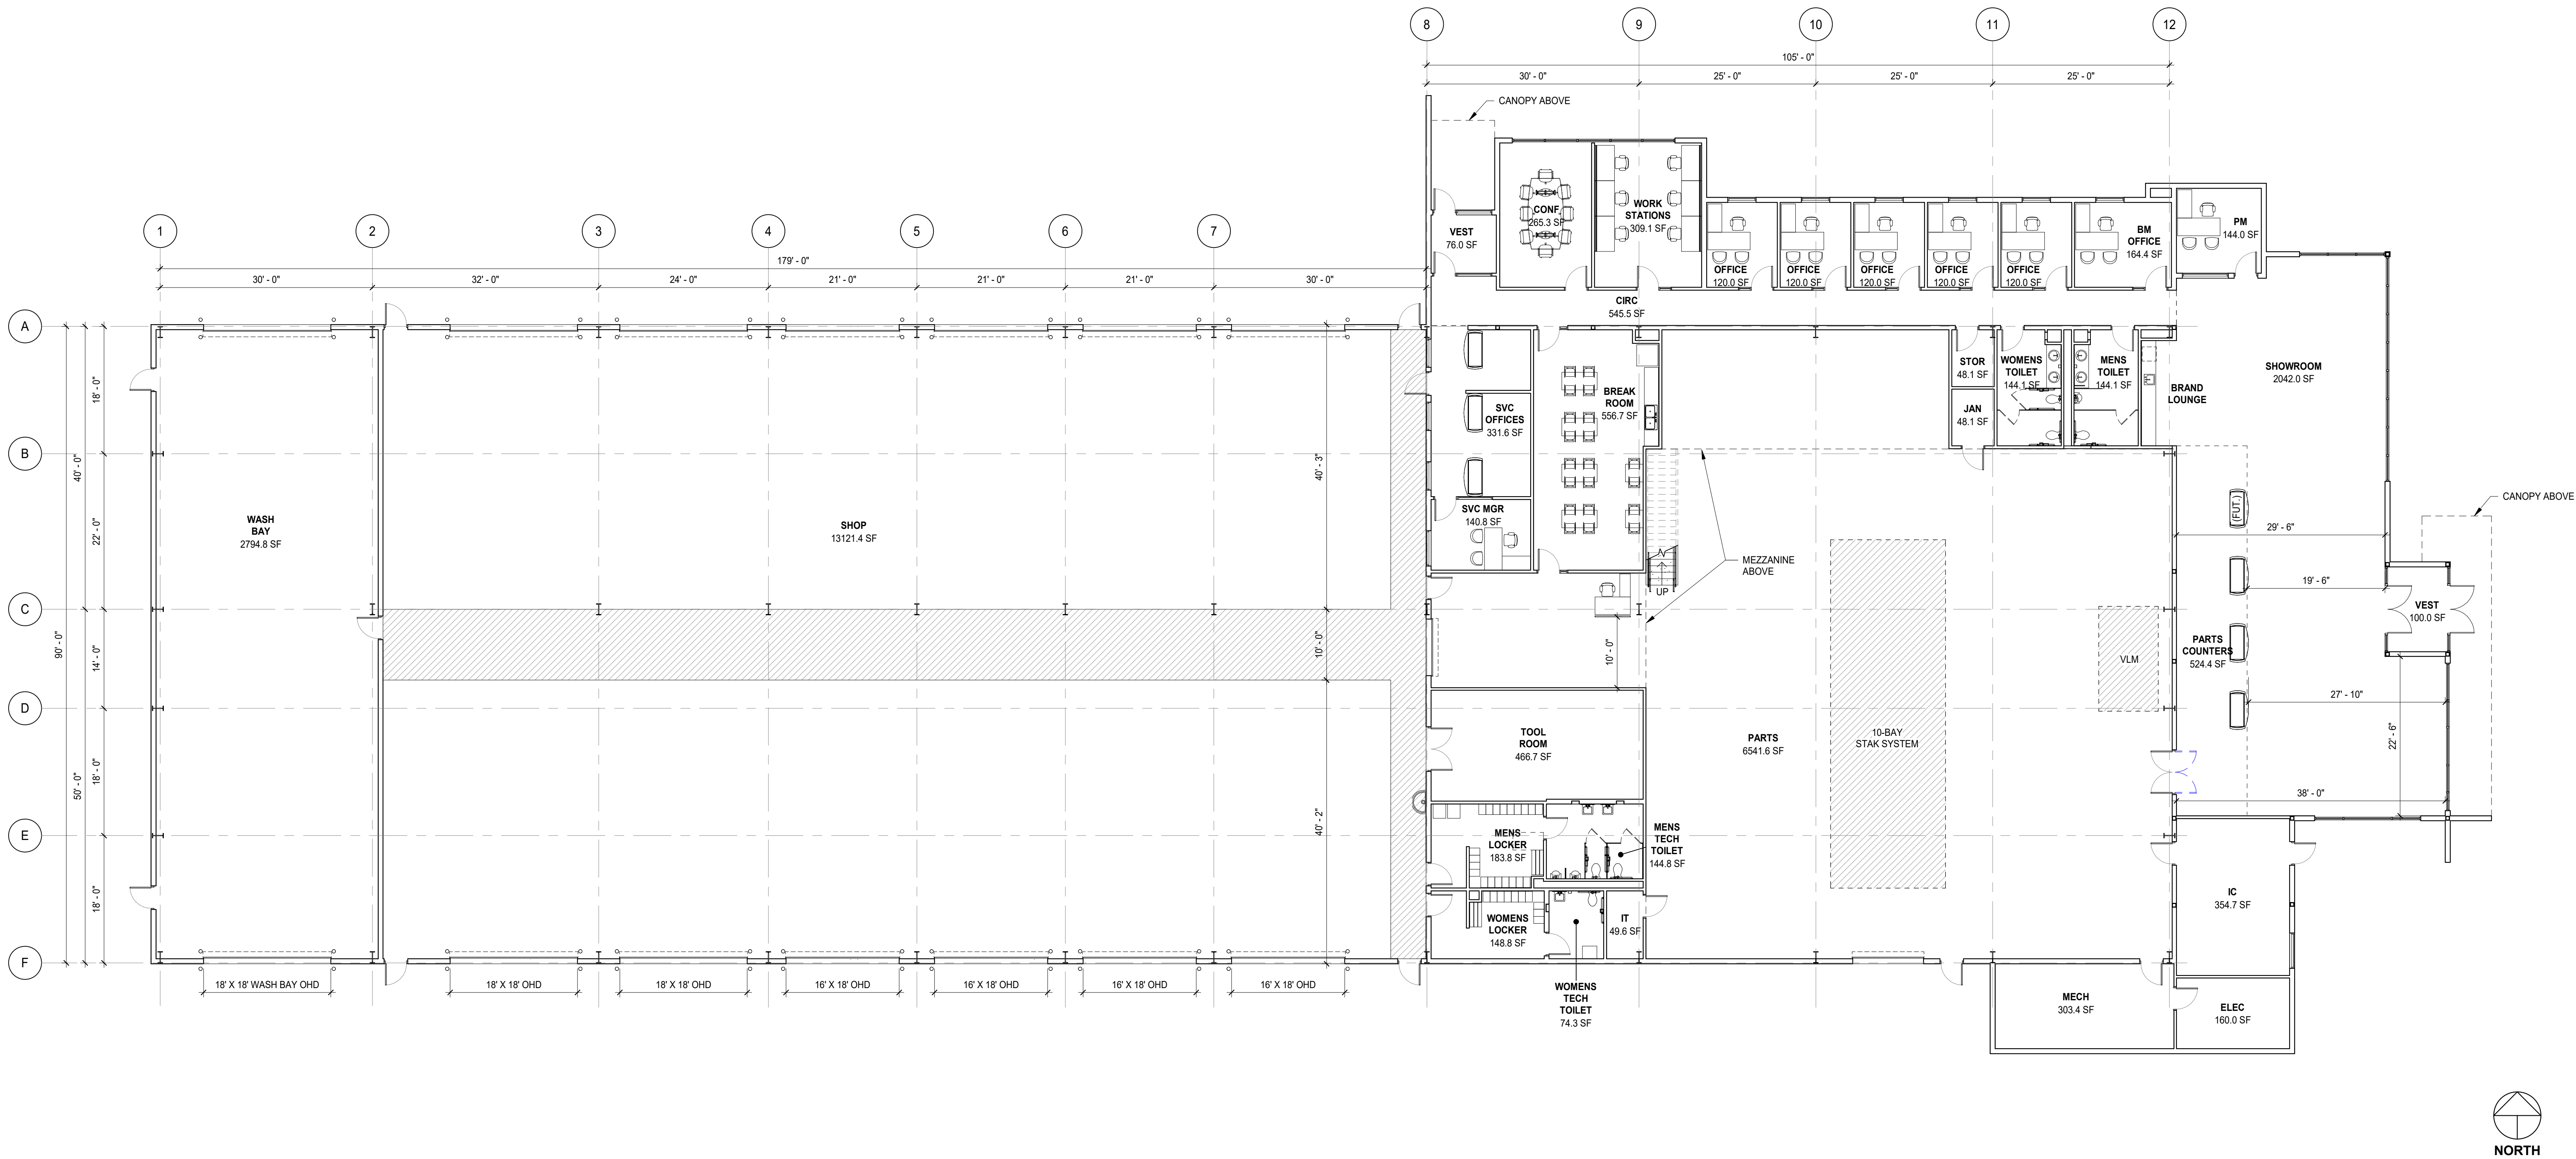 8
9
10
11
12
105' - 0"
30' - 0"
25' - 0"
25' - 0"
25' - 0"
CANOPY ABOVE
1
2
3
4
5
6
7
179' - 0"
30' - 0"
32' - 0"
24' - 0"
21' - 0"
21' - 0"
21' - 0"
30' - 0"
VEST
76.0 SF
CONF
265.3 SF
WORK
STATIONS
309.1 SF
OFFICE
120.0 SF
OFFICE
120.0 SF
OFFICE
120.0 SF
OFFICE
120.0 SF
OFFICE
120.0 SF
BM
OFFICE
164.4 SF
PM
144.0 SF
CIRC
545.5 SF
A
B
C
D
E
F
90' - 0"
40' - 0"
50' - 0"
18' - 0"
22' - 0"
14' - 0"
18' - 0"
18' - 0"
WASH
BAY
2794.8 SF
SHOP
13121.4 SF
40' - 3"
10' - 0"
40' - 2"
SVC
OFFICES
331.6 SF
SVC MGR
140.8 SF
BREAK
ROOM
556.7 SF
STOR
48.1 SF
JAN
48.1 SF
WOMENS
TOILET
144.1 SF
MENS
TOILET
144.1 SF
BRAND
LOUNGE
SHOWROOM
2042.0 SF
CANOPY ABOVE
(FUT.)
29' - 6"
19' - 6"
VEST
100.0 SF
MEZZANINE
ABOVE
UP
10' - 0"
VLM
PARTS
COUNTERS
524.4 SF
27' - 10"
22' - 6"
38' - 0"
TOOL
ROOM
466.7 SF
PARTS
6541.6 SF
10-BAY
STAK SYSTEM
MENS
LOCKER
183.8 SF
MENS
TECH
TOILET
144.8 SF
WOMENS
LOCKER
148.8 SF
IT
49.6 SF
IC
354.7 SF
WOMENS
TECH
TOILET
74.3 SF
MECH
303.4 SF
ELEC
160.0 SF
18' X 18' WASH BAY OHD
18' X 18' OHD
18' X 18' OHD
16' X 18' OHD
16' X 18' OHD
16' X 18' OHD
16' X 18' OHD
NORTH